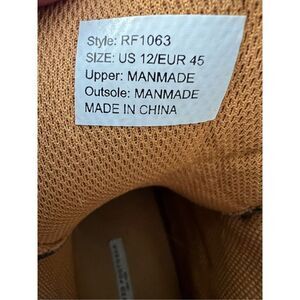 Style: RF1063
SIZE: US 12/EUR 45
Upper: MANMADE
Outsole: MANMADE
MADE IN CHINA